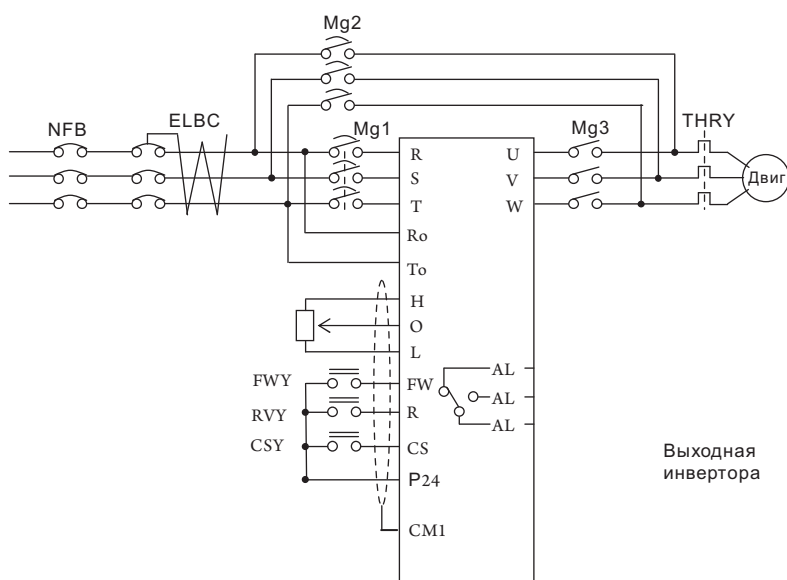 Mg2
NFB
ELBC
Mg1
Mg3
THRY
R
U
S
V
T
W
Двиг
Ro
To
H
O
L
FWY
FW
AL
RVY
R
AL
CSY
CS
AL
P24
CM1
Выходная
инвертора